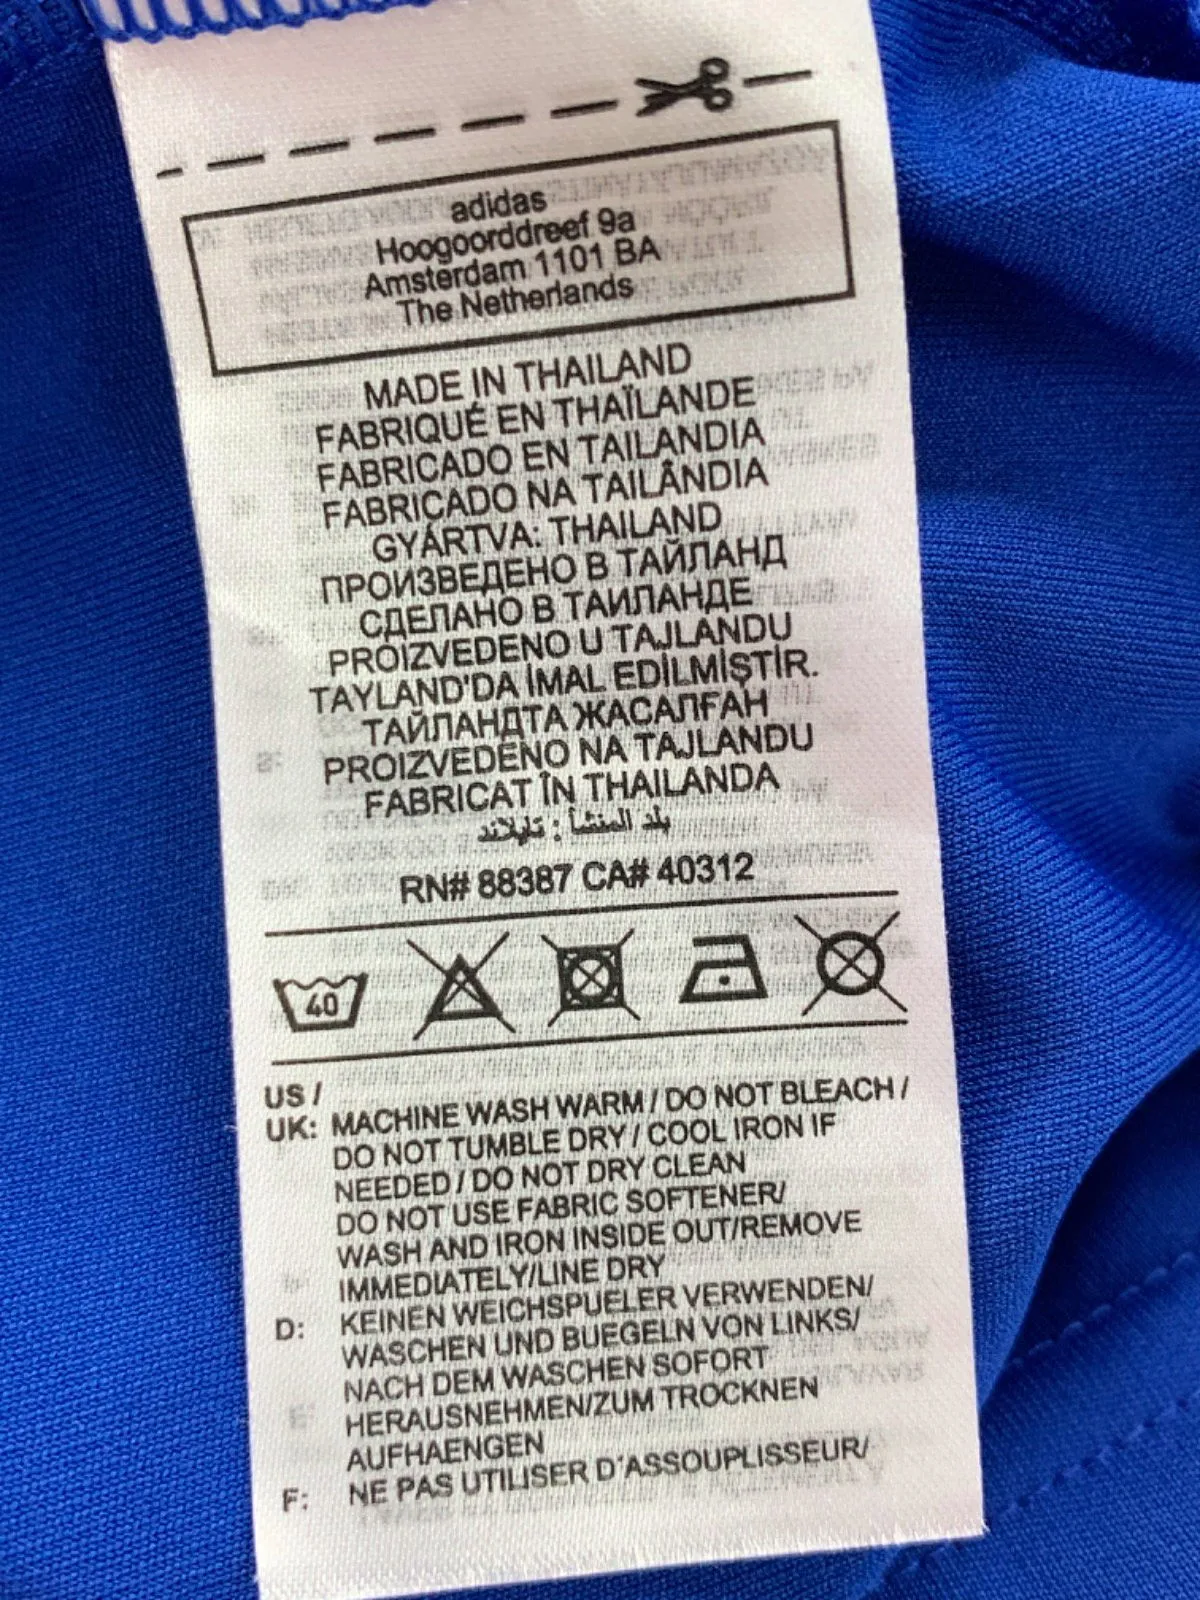 adidas
Hoogoorddreef 9a
Amsterdam 1101 BA
The Netherlands
MADE IN THAILAND
FABRIQUÉ EN THAÏLANDE
FABRICADO EN TAILANDIA
FABRICADO NA TAILÂNDIA
GYÁRTVA: THAILAND
ПРОИЗВЕДЕНО В ТАЙЛАНД
СДЕЛАНО В ТАИЛАНДЕ
PROIZVEDENO U TAJLANDU
TAYLAND'DA İMAL EDİLMİŞTİR.
ТАЙЛАНДТА ЖАСАЛҒАН
PROIZVEDENO NA TAJLANDU
FABRICAT ÎN THAILANDA
بلد المنشأ : تايلاند
RN# 88387 CA# 40312
40
US /
UK: MACHINE WASH WARM / DO NOT BLEACH /
DO NOT TUMBLE DRY / COOL IRON IF
NEEDED / DO NOT DRY CLEAN
DO NOT USE FABRIC SOFTENER/
WASH AND IRON INSIDE OUT/REMOVE
IMMEDIATELY/LINE DRY
D: KEINEN WEICHSPUELER VERWENDEN/
WASCHEN UND BUEGELN VON LINKS/
NACH DEM WASCHEN SOFORT
HERAUSNEHMEN/ZUM TROCKNEN
AUFHAENGEN
F: NE PAS UTILISER D'ASSOUPLISSEUR/